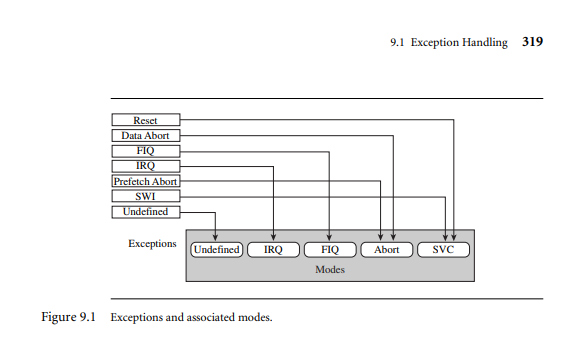 9.1 Exception Handling 319
Reset
Data Abort
FIQ
IRQ
Prefetch Abort
SWI
Undefined
Exceptions
Undefined IRQ FIQ Abort SVC
Modes
Figure 9.1 Exceptions and associated modes.